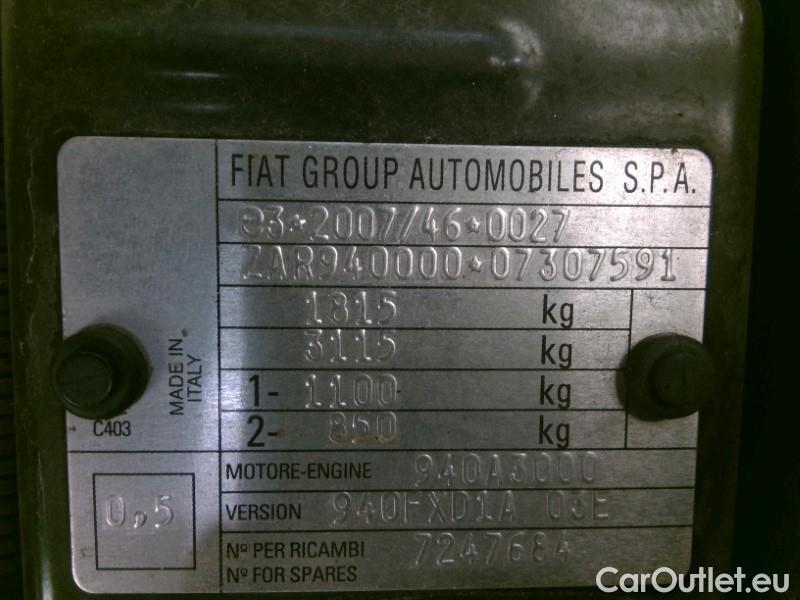 FIAT GROUP AUTOMOBILES S.P.A.
e3*2007/46*0027
ZAR940000*07307591
1815 kg
3115 kg
1- 1100 kg
2- 850 kg
MADE IN
ITALY
C403
MOTORE-ENGINE 940A3000
0,5
VERSION 940FXD1A 03E
Nº PER RICAMBI 7247684
Nº FOR SPARES
CarOutlet.eu